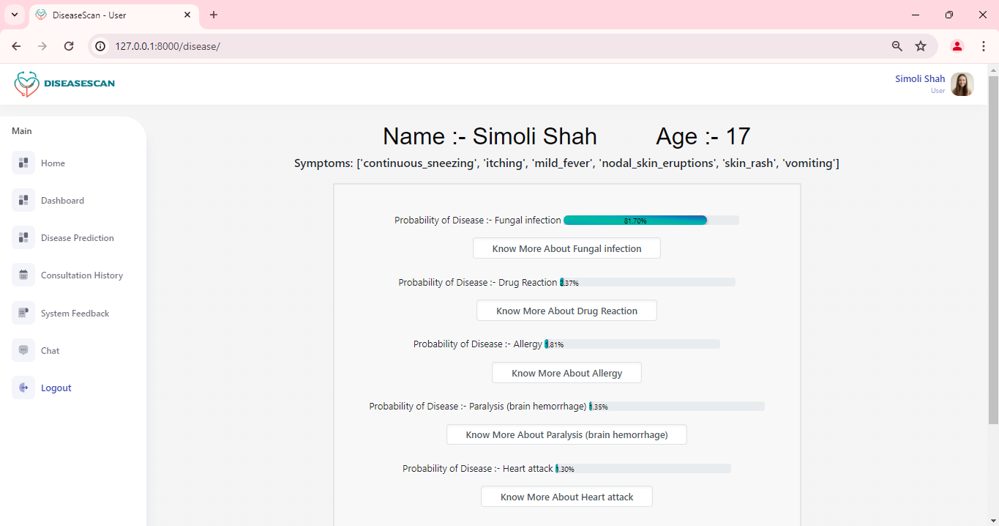 DiseaseScan - User
127.0.0.1:8000/disease/
DISEASESCAN
Simoli Shah
User
Main
Home
Dashboard
Disease Prediction
Consultation History
System Feedback
Chat
Logout
Name :- Simoli Shah Age :- 17
Symptoms: ['continuous_sneezing', 'itching', 'mild_fever', 'nodal_skin_eruptions', 'skin_rash', 'vomiting']
Probability of Disease :- Fungal infection 81.70%
Know More About Fungal infection
Probability of Disease :- Drug Reaction 2.37%
Know More About Drug Reaction
Probability of Disease :- Allergy 1.81%
Know More About Allergy
Probability of Disease :- Paralysis (brain hemorrhage) 1.35%
Know More About Paralysis (brain hemorrhage)
Probability of Disease :- Heart attack 1.30%
Know More About Heart attack